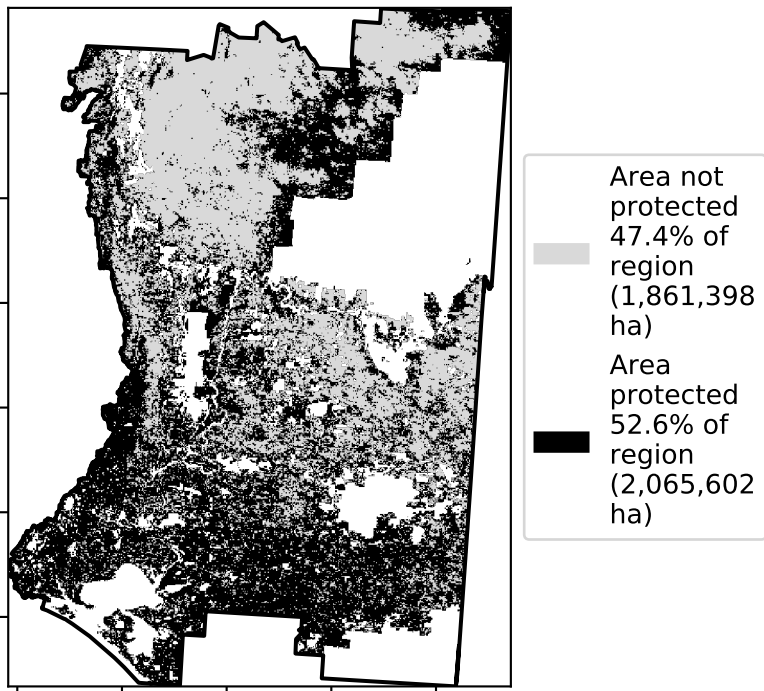 Area not
protected
47.4% of
region
(1,861,398
ha)
Area
protected
52.6% of
region
(2,065,602
ha)